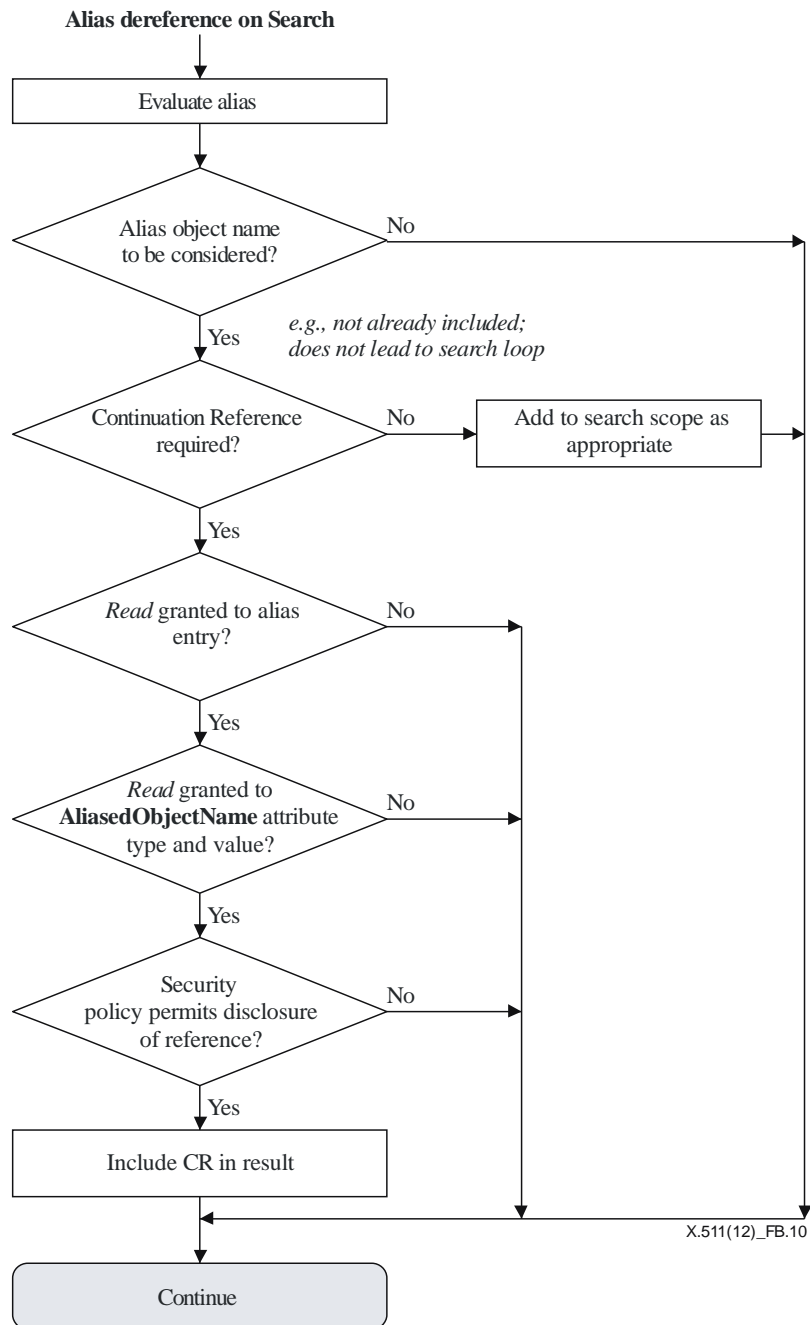 Alias dereference on Search
Evaluate alias
Alias object name
to be considered?
No
Yes
e.g., not already included;
does not lead to search loop
Continuation Reference
required?
No
Add to search scope as
appropriate
Yes
Read granted to alias
entry?
No
Yes
Read granted to
AliasedObjectName attribute
type and value?
No
Yes
Security
policy permits disclosure
of reference?
No
Yes
Include CR in result
X.511(12)_FB.10
Continue